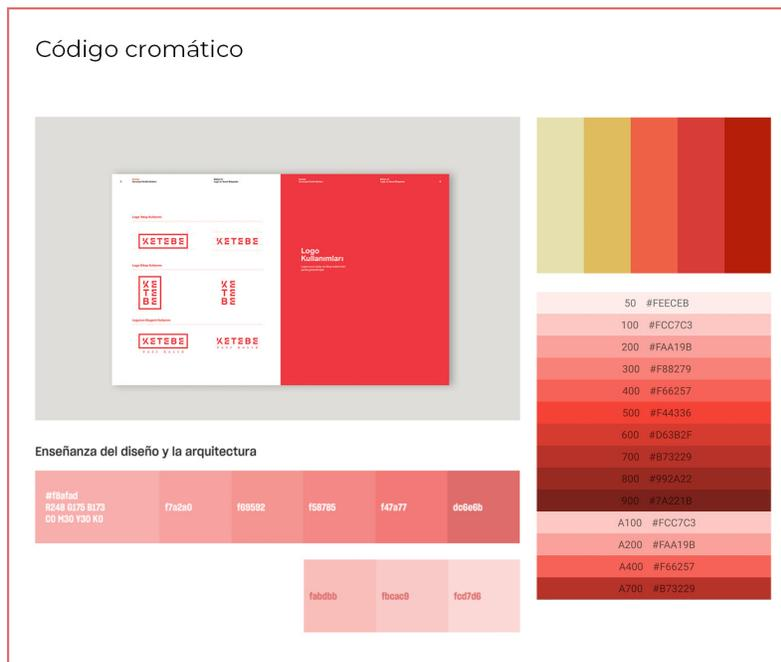 Código cromático
Logo
Kullanımları
KETEBE
KETEBE
KE
TE
BE
KE
TE
BE
KETEBE
KETEBE
Enseñanza del diseño y la arquitectura
#f8afad
R248 G175 B173
C0 M30 Y30 K0
f7a2a0
f69592
f58785
f47a77
dc6e6b
fabdbb
fbcac9
fcd7d6
50 #FEECEB
100 #FCC7C3
200 #FAA19B
300 #F88279
400 #F66257
500 #F44336
600 #D63B2F
700 #B73229
800 #992A22
900 #7A221B
A100 #FCC7C3
A200 #FAA19B
A400 #F66257
A700 #B73229